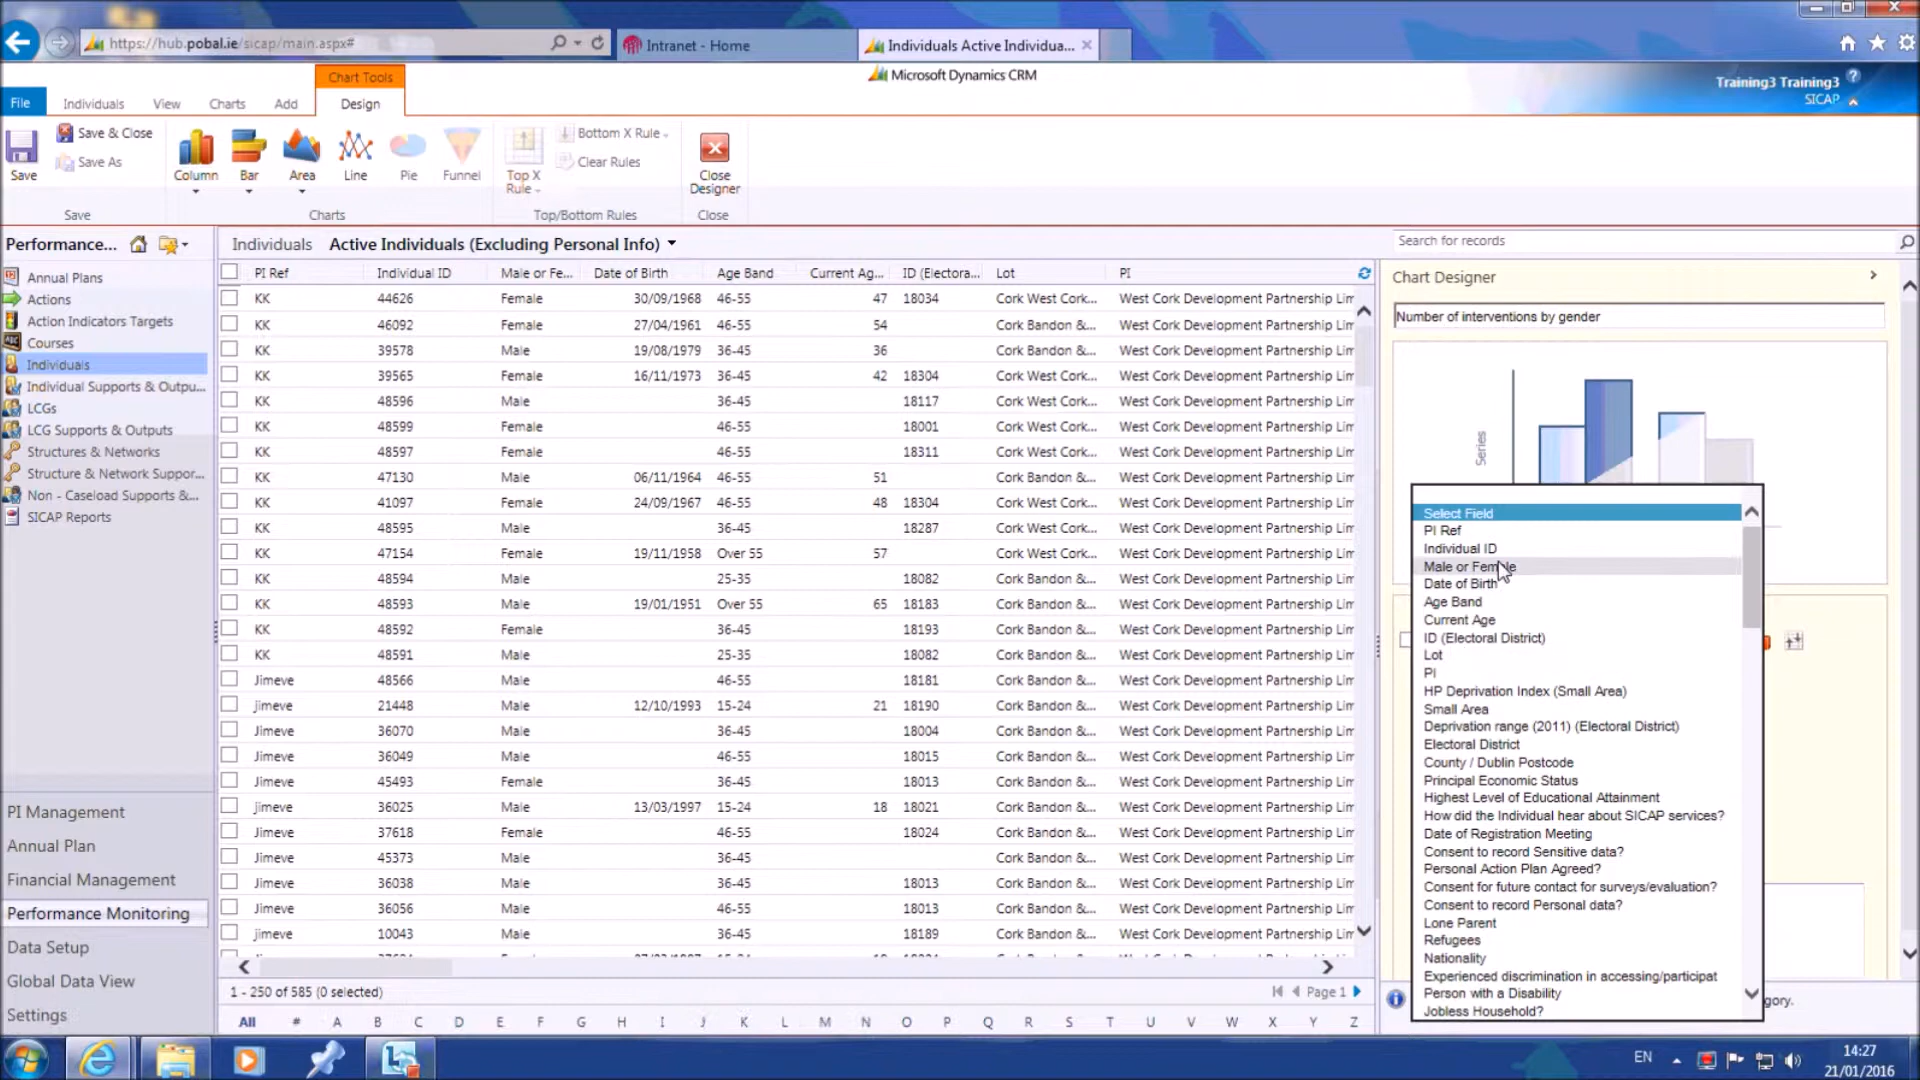 https://hub.pobal.ie/sicap/main.aspx#
Intranet - Home
Individuals Active Individua...
Microsoft Dynamics CRM
Training3 Training3
SICAP
Chart Tools
File Individuals View Charts Add Design
Save
Save & Close
Save As
Column
Bar
Area
Line
Pie
Funnel
Top X Rule
Bottom X Rule
Clear Rules
Close Designer
Save
Charts
Top/Bottom Rules
Close
Performance...
Annual Plans
Actions
Action Indicators Targets
Courses
Individuals
Individual Supports & Outpu...
LCGs
LCG Supports & Outputs
Structures & Networks
Structure & Network Suppor...
Non - Caseload Supports &...
SICAP Reports
PI Management
Annual Plan
Financial Management
Performance Monitoring
Data Setup
Global Data View
Settings
Individuals Active Individuals (Excluding Personal Info)
Search for records
PI Ref Individual ID Male or Fe... Date of Birth Age Band Current Ag... ID (Electora... Lot PI
KK 44626 Female 30/09/1968 46-55 47 18034 Cork West Cork... West Cork Development Partnership Lim
KK 46092 Female 27/04/1961 46-55 54 Cork Bandon &... West Cork Development Partnership Lim
KK 39578 Male 19/08/1979 36-45 36 Cork Bandon &... West Cork Development Partnership Lim
KK 39565 Female 16/11/1973 36-45 42 18304 Cork West Cork... West Cork Development Partnership Lim
KK 48596 Male 36-45 18117 Cork West Cork... West Cork Development Partnership Lim
KK 48599 Female 46-55 18001 Cork West Cork... West Cork Development Partnership Lim
KK 48597 Female 46-55 18311 Cork West Cork... West Cork Development Partnership Lim
KK 47130 Male 06/11/1964 46-55 51 Cork Bandon &... West Cork Development Partnership Lim
KK 41097 Female 24/09/1967 46-55 48 18304 Cork West Cork... West Cork Development Partnership Lim
KK 48595 Male 36-45 18287 Cork West Cork... West Cork Development Partnership Lim
KK 47154 Female 19/11/1958 Over 55 57 Cork West Cork... West Cork Development Partnership Lim
KK 48594 Male 25-35 18082 Cork Bandon &... West Cork Development Partnership Lim
KK 48593 Male 19/01/1951 Over 55 65 18183 Cork Bandon &... West Cork Development Partnership Lim
KK 48592 Female 36-45 18193 Cork Bandon &... West Cork Development Partnership Lim
KK 48591 Male 25-35 18082 Cork Bandon &... West Cork Development Partnership Lim
Jimeve 48566 Male 46-55 18181 Cork Bandon &... West Cork Development Partnership Lim
jimeve 21448 Male 12/10/1993 15-24 21 18190 Cork Bandon &... West Cork Development Partnership Lim
Jimeve 36070 Male 36-45 18004 Cork Bandon &... West Cork Development Partnership Lim
Jimeve 36049 Male 46-55 18015 Cork Bandon &... West Cork Development Partnership Lim
Jimeve 45493 Female 36-45 18013 Cork Bandon &... West Cork Development Partnership Lim
jimeve 36025 Male 13/03/1997 15-24 18 18021 Cork Bandon &... West Cork Development Partnership Lim
Jimeve 37618 Female 46-55 18024 Cork Bandon &... West Cork Development Partnership Lim
Jimeve 45373 Male 36-45 Cork Bandon &... West Cork Development Partnership Lim
Jimeve 36038 Male 36-45 18013 Cork Bandon &... West Cork Development Partnership Lim
Jimeve 36056 Male 46-55 18013 Cork Bandon &... West Cork Development Partnership Lim
jimeve 10043 Male 36-45 18189 Cork Bandon &... West Cork Development Partnership Lim
1 - 250 of 585 (0 selected)
Page 1
All # A B C D E F G H I J K L M N O P Q R S T U V W X Y Z
Chart Designer
Number of interventions by gender
Series
Select Field
PI Ref
Individual ID
Male or Female
Date of Birth
Age Band
Current Age
ID (Electoral District)
Lot
PI
HP Deprivation Index (Small Area)
Small Area
Deprivation range (2011) (Electoral District)
Electoral District
County / Dublin Postcode
Principal Economic Status
Highest Level of Educational Attainment
How did the Individual hear about SICAP services?
Date of Registration Meeting
Consent to record Sensitive data?
Personal Action Plan Agreed?
Consent for future contact for surveys/evaluation?
Consent to record Personal data?
Lone Parent
Refugees
Nationality
Experienced discrimination in accessing/participat
Person with a Disability
Jobless Household?
gory.
EN
14:27
21/01/2016